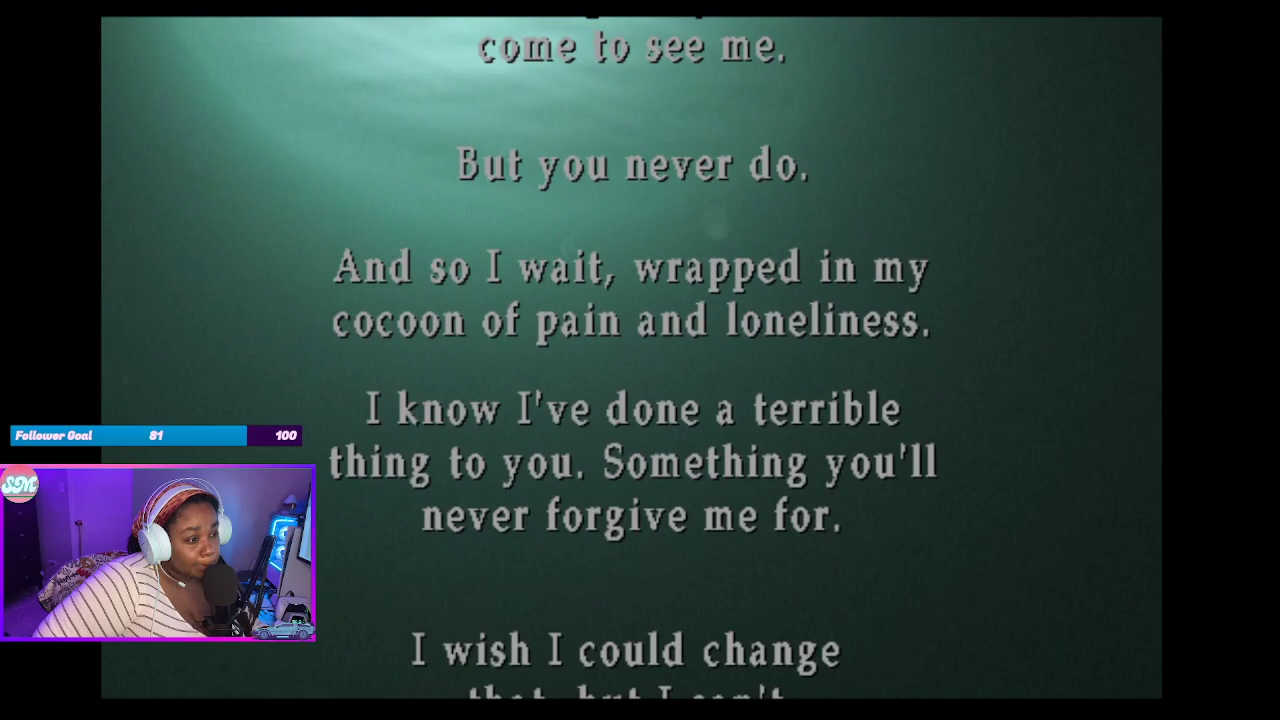 come to see me.
But you never do.
And so I wait, wrapped in my
cocoon of pain and loneliness.
I know I've done a terrible
thing to you. Something you'll
never forgive me for.
I wish I could change
that, but I can't.
Follower Goal 81 100
SM